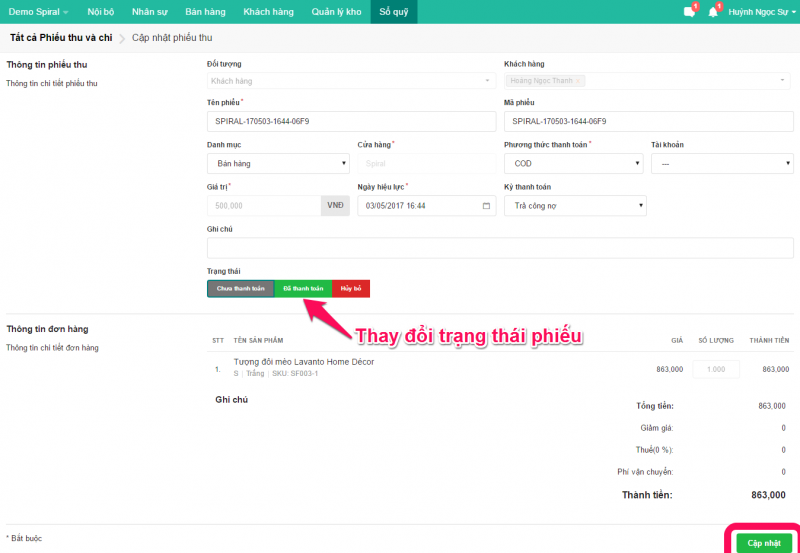 Demo Spiral Nội bộ Nhân sự Bán hàng Khách hàng Quản lý kho Sổ quỹ 1 1 Huỳnh Ngọc Sự
Tất cả Phiếu thu và chi Cập nhật phiếu thu
Thông tin phiếu thu
Thông tin chi tiết phiếu thu
Đối tượng Khách hàng
Khách hàng Hoàng Ngọc Thanh x
Tên phiếu* Mã phiếu
SPIRAL-170503-1644-06F9 SPIRAL-170503-1644-06F9
Danh mục Cửa hàng* Phương thức thanh toán* Tài khoản
Bán hàng Spiral COD ---
Giá trị* Ngày hiệu lực* Kỳ thanh toán
500,000 VNĐ 03/05/2017 16:44 Trả công nợ
Ghi chú
Trạng thái
Chưa thanh toán Đã thanh toán Hủy bỏ
Thay đổi trạng thái phiếu
Thông tin đơn hàng
Thông tin chi tiết đơn hàng
STT TÊN SẢN PHẨM GIÁ SỐ LƯỢNG THÀNH TIỀN
1. Tượng đôi mèo Lavanto Home Décor 863,000 1.000 863,000
S | Trắng | SKU: SF003-1
Ghi chú
Tổng tiền: 863,000
Giảm giá: 0
Thuế(0 %): 0
Phí vận chuyển: 0
Thành tiền: 863,000
* Bắt buộc
Cập nhật